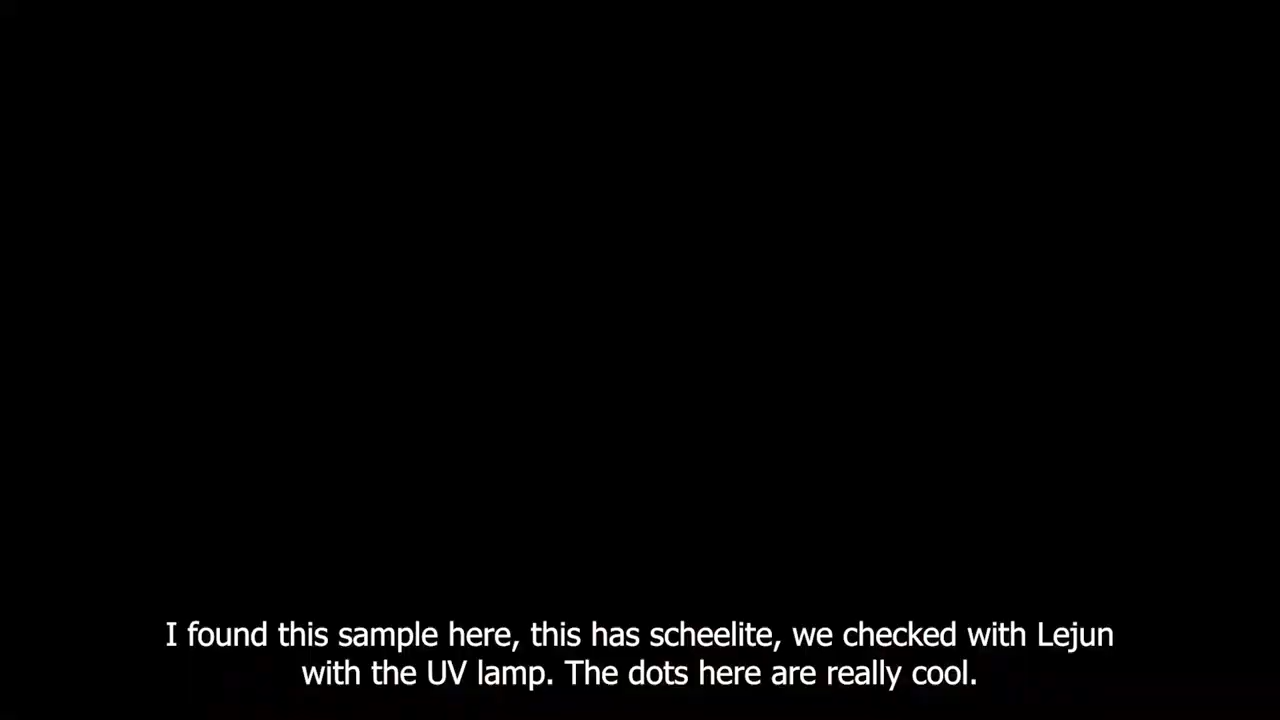 I found this sample here, this has scheelite, we checked with Lejun
with the UV lamp. The dots here are really cool.